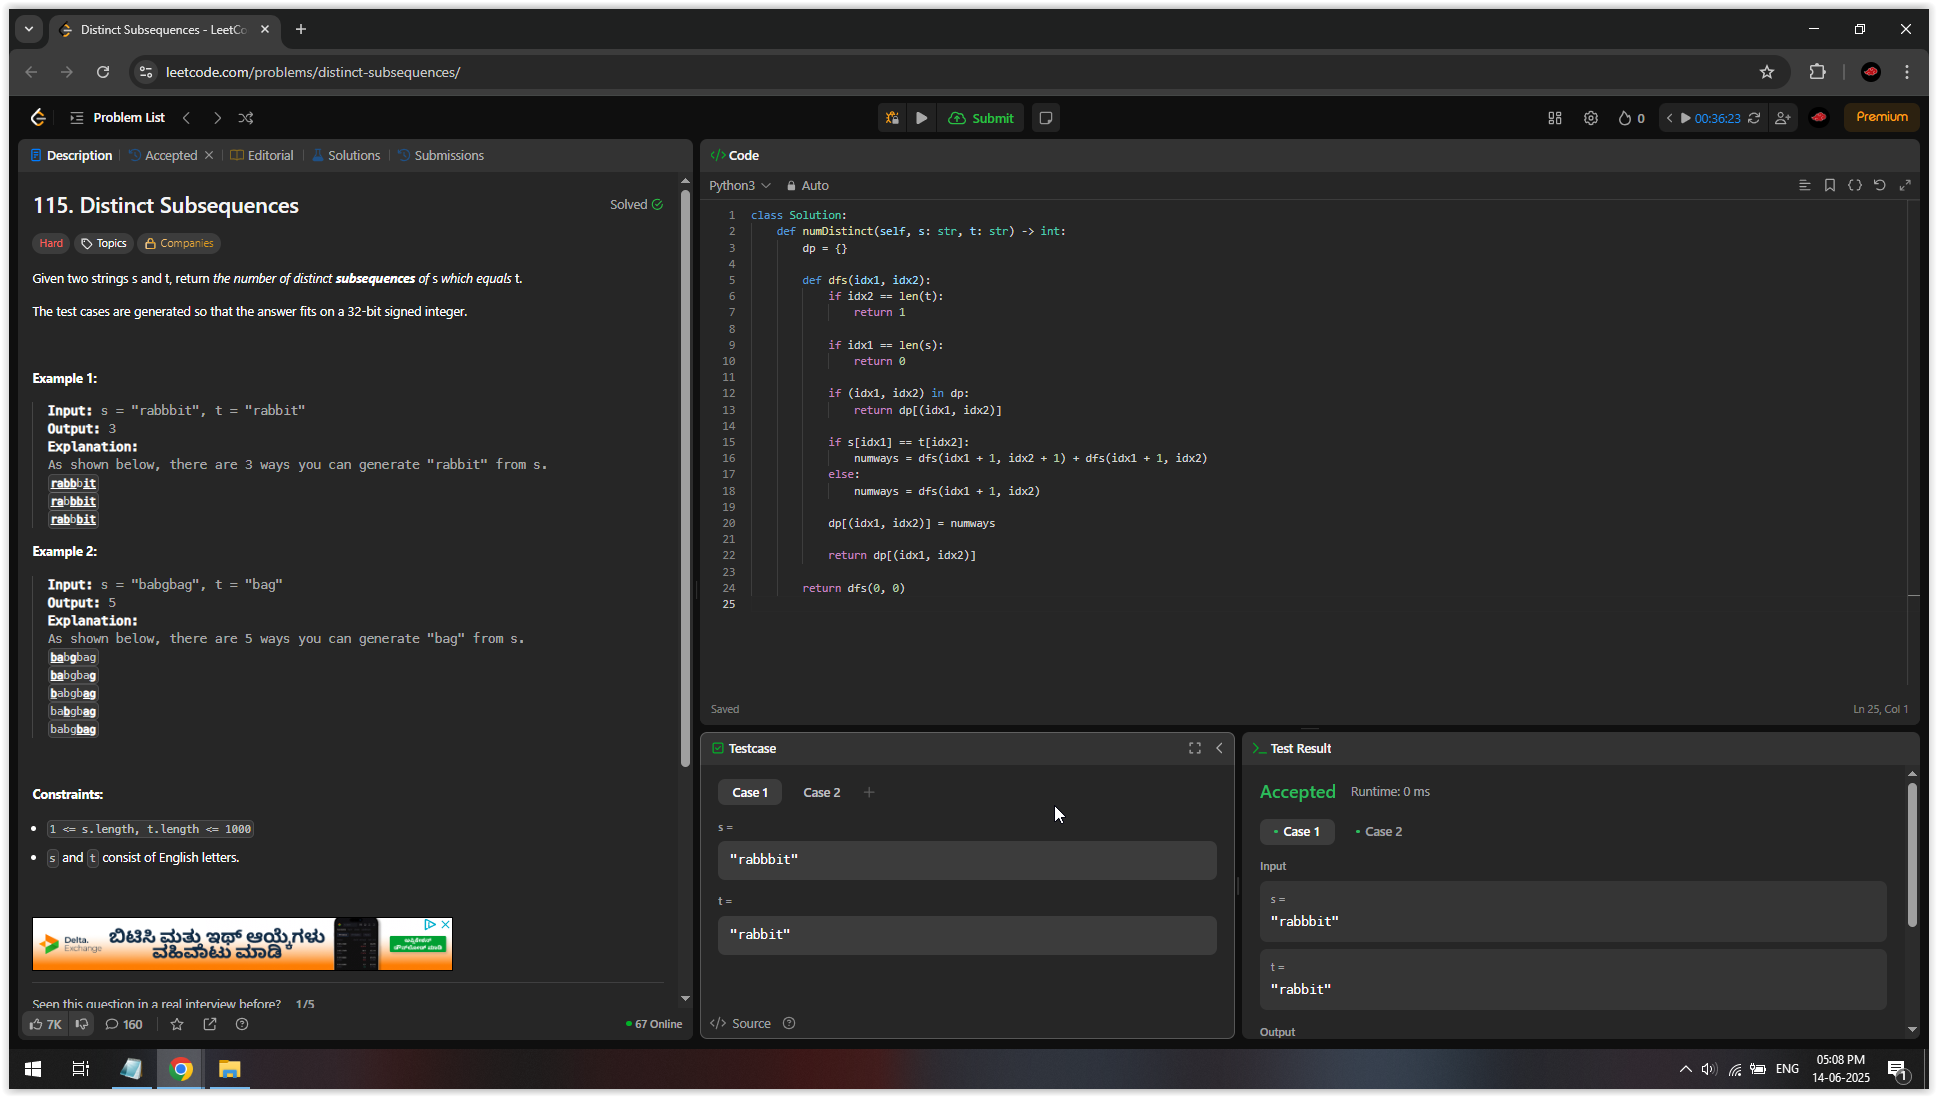 Distinct Subsequences - LeetCo
leetcode.com/problems/distinct-subsequences/
Problem List
Submit
0
00:36:23
Premium
Description
Accepted
Editorial
Solutions
Submissions
115. Distinct Subsequences
Solved
Hard
Topics
Companies
Given two strings s and t, return the number of distinct subsequences of s which equals t.
The test cases are generated so that the answer fits on a 32-bit signed integer.
Example 1:
Input: s = "rabbbit", t = "rabbit"
Output: 3
Explanation:
As shown below, there are 3 ways you can generate "rabbit" from s.
rabbbit
rabbbit
rabbbit
Example 2:
Input: s = "babgbag", t = "bag"
Output: 5
Explanation:
As shown below, there are 5 ways you can generate "bag" from s.
babgbag
babgbag
babgbag
babgbag
babgbag
Constraints:
• 1 <= s.length, t.length <= 1000
• s and t consist of English letters.
Delta.
Exchange
ಬಿಟಿಸಿ ಮತ್ತು ಇಥ್ ಆಯ್ಕೆಗಳು
ವಹಿವಾಟು ಮಾಡಿ
Seen this question in a real interview before? 1/5
7K
160
67 Online
</> Code
Python3
Auto
1 class Solution:
2 def numDistinct(self, s: str, t: str) -> int:
3 dp = {}
4
5 def dfs(idx1, idx2):
6 if idx2 == len(t):
7 return 1
8
9 if idx1 == len(s):
10 return 0
11
12 if (idx1, idx2) in dp:
13 return dp[(idx1, idx2)]
14
15 if s[idx1] == t[idx2]:
16 numways = dfs(idx1 + 1, idx2 + 1) + dfs(idx1 + 1, idx2)
17 else:
18 numways = dfs(idx1 + 1, idx2)
19
20 dp[(idx1, idx2)] = numways
21
22 return dp[(idx1, idx2)]
23
24 return dfs(0, 0)
25
Saved
Ln 25, Col 1
Testcase
Case 1
Case 2
+
s =
"rabbbit"
t =
"rabbit"
</> Source
Test Result
Accepted
Runtime: 0 ms
• Case 1
• Case 2
Input
s =
"rabbbit"
t =
"rabbit"
Output
ENG
05:08 PM
14-06-2025
1